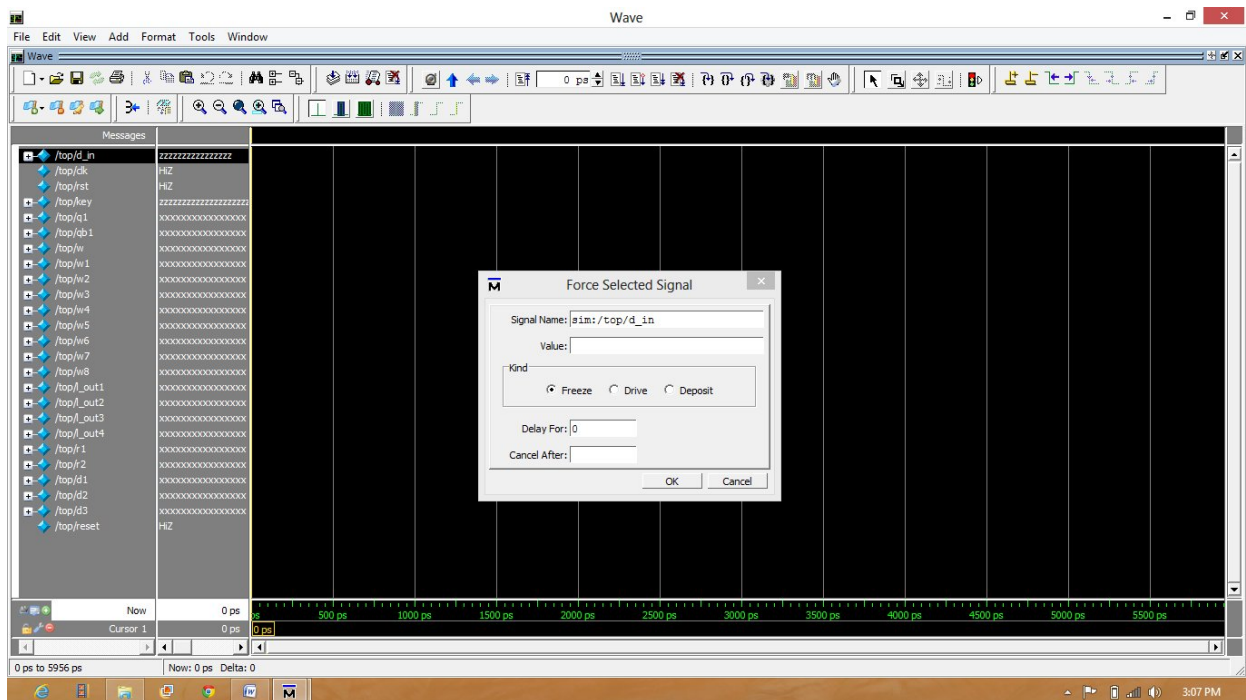 Wave
File Edit View Add Format Tools Window
Wave
0 ps
Messages
/top/d_in zzzzzzzzzzzzzzzz
/top/clk HiZ
/top/rst HiZ
/top/key zzzzzzzzzzzzzzzzzzzz
/top/q1 xxxxxxxxxxxxxxxx
/top/qb1 xxxxxxxxxxxxxxxx
/top/w xxxxxxxxxxxxxxxx
/top/w1 xxxxxxxxxxxxxxxx
/top/w2 xxxxxxxxxxxxxxxx
/top/w3 xxxxxxxxxxxxxxxx
/top/w4 xxxxxxxxxxxxxxxx
/top/w5 xxxxxxxxxxxxxxxx
/top/w6 xxxxxxxxxxxxxxxx
/top/w7 xxxxxxxxxxxxxxxx
/top/w8 xxxxxxxxxxxxxxxx
/top/l_out1 xxxxxxxxxxxxxxxx
/top/l_out2 xxxxxxxxxxxxxxxx
/top/l_out3 xxxxxxxxxxxxxxxx
/top/l_out4 xxxxxxxxxxxxxxxx
/top/r1 xxxxxxxxxxxxxxxx
/top/r2 xxxxxxxxxxxxxxxx
/top/d1 xxxxxxxxxxxxxxxx
/top/d2 xxxxxxxxxxxxxxxx
/top/d3 xxxxxxxxxxxxxxxx
/top/reset HiZ
Force Selected Signal
Signal Name: sim:/top/d_in
Value:
Kind
Freeze Drive Deposit
Delay For: 0
Cancel After:
OK Cancel
Now 0 ps
ps 500 ps 1000 ps 1500 ps 2000 ps 2500 ps 3000 ps 3500 ps 4000 ps 4500 ps 5000 ps 5500 ps
Cursor 1 0 ps 0 ps
0 ps to 5956 ps Now: 0 ps Delta: 0
3:07 PM